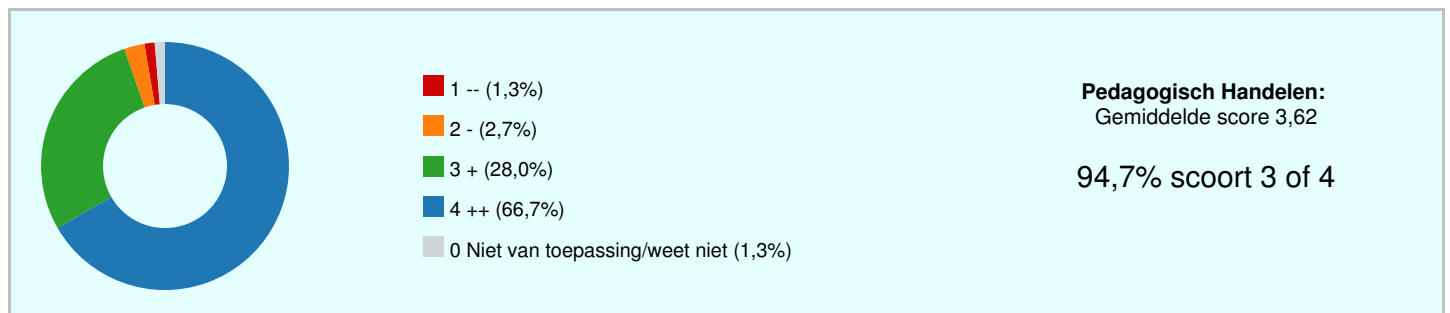 1 -- (1,3%)
2 - (2,7%)
3 + (28,0%)
4 ++ (66,7%)
0 Niet van toepassing/weet niet (1,3%)
Pedagogisch Handelen:
Gemiddelde score 3,62
94,7% scoort 3 of 4